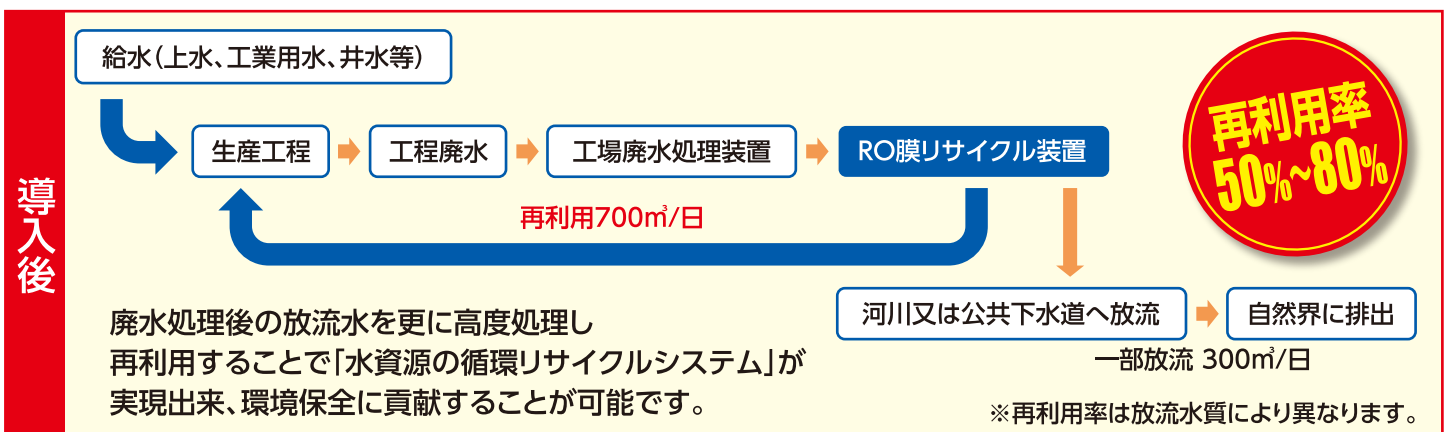 導入後
給水（上水、工業用水、井水等）
生産工程
工程廃水
工場廃水処理装置
RO膜リサイクル装置
再利用率
50%~80%
再利用700㎥/日
河川又は公共下水道へ放流
自然界に排出
一部放流 300㎥/日
廃水処理後の放流水を更に高度処理し
再利用することで「水資源の循環リサイクルシステム」が
実現出来、環境保全に貢献することが可能です。
※再利用率は放流水質により異なります。